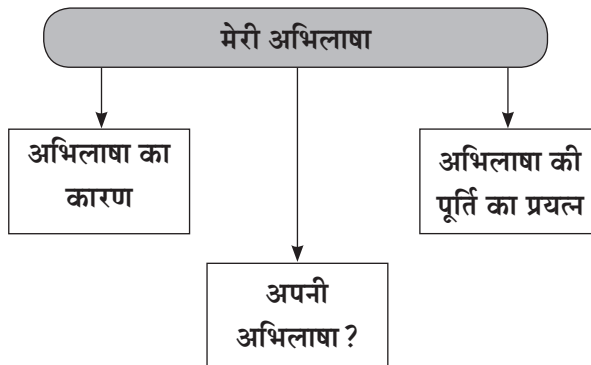 मेरी अभिलाषा
अभिलाषा का
कारण
अभिलाषा की
पूर्ति का प्रयत्न
अपनी
अभिलाषा ?